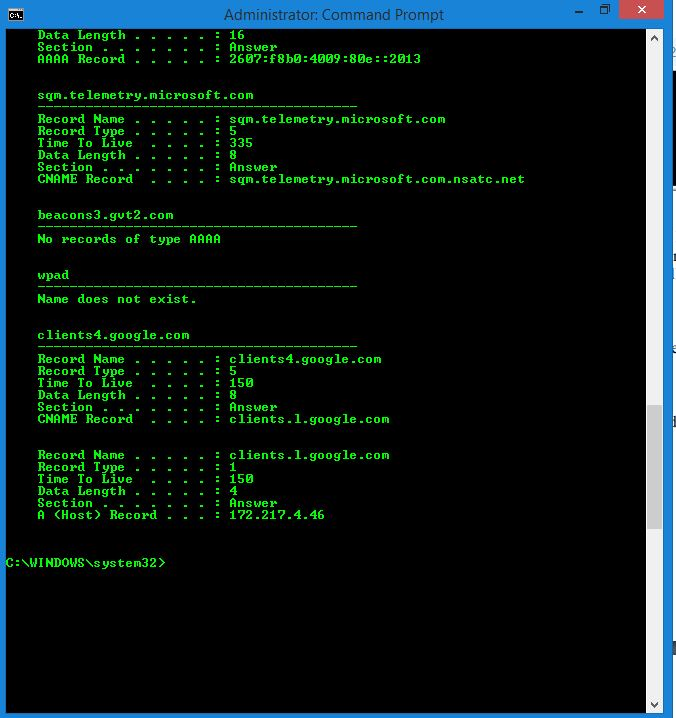 Administrator: Command Prompt
Data Length . . . . . : 16
Section . . . . . . . : Answer
AAAA Record . . . . . : 2607:f8b0:4009:80e::2013
sqm.telemetry.microsoft.com
----------------------------------------
Record Name . . . . . : sqm.telemetry.microsoft.com
Record Type . . . . . : 5
Time To Live  . . . . : 335
Data Length . . . . . : 8
Section . . . . . . . : Answer
CNAME Record  . . . . : sqm.telemetry.microsoft.com.nsatc.net
beacons3.gvt2.com
----------------------------------------
No records of type AAAA
wpad
----------------------------------------
Name does not exist.
clients4.google.com
----------------------------------------
Record Name . . . . . : clients4.google.com
Record Type . . . . . : 5
Time To Live  . . . . : 150
Data Length . . . . . : 8
Section . . . . . . . : Answer
CNAME Record  . . . . : clients.l.google.com
Record Name . . . . . : clients.l.google.com
Record Type . . . . . : 1
Time To Live  . . . . : 150
Data Length . . . . . : 4
Section . . . . . . . : Answer
A (Host) Record . . . : 172.217.4.46
C:\WINDOWS\system32>